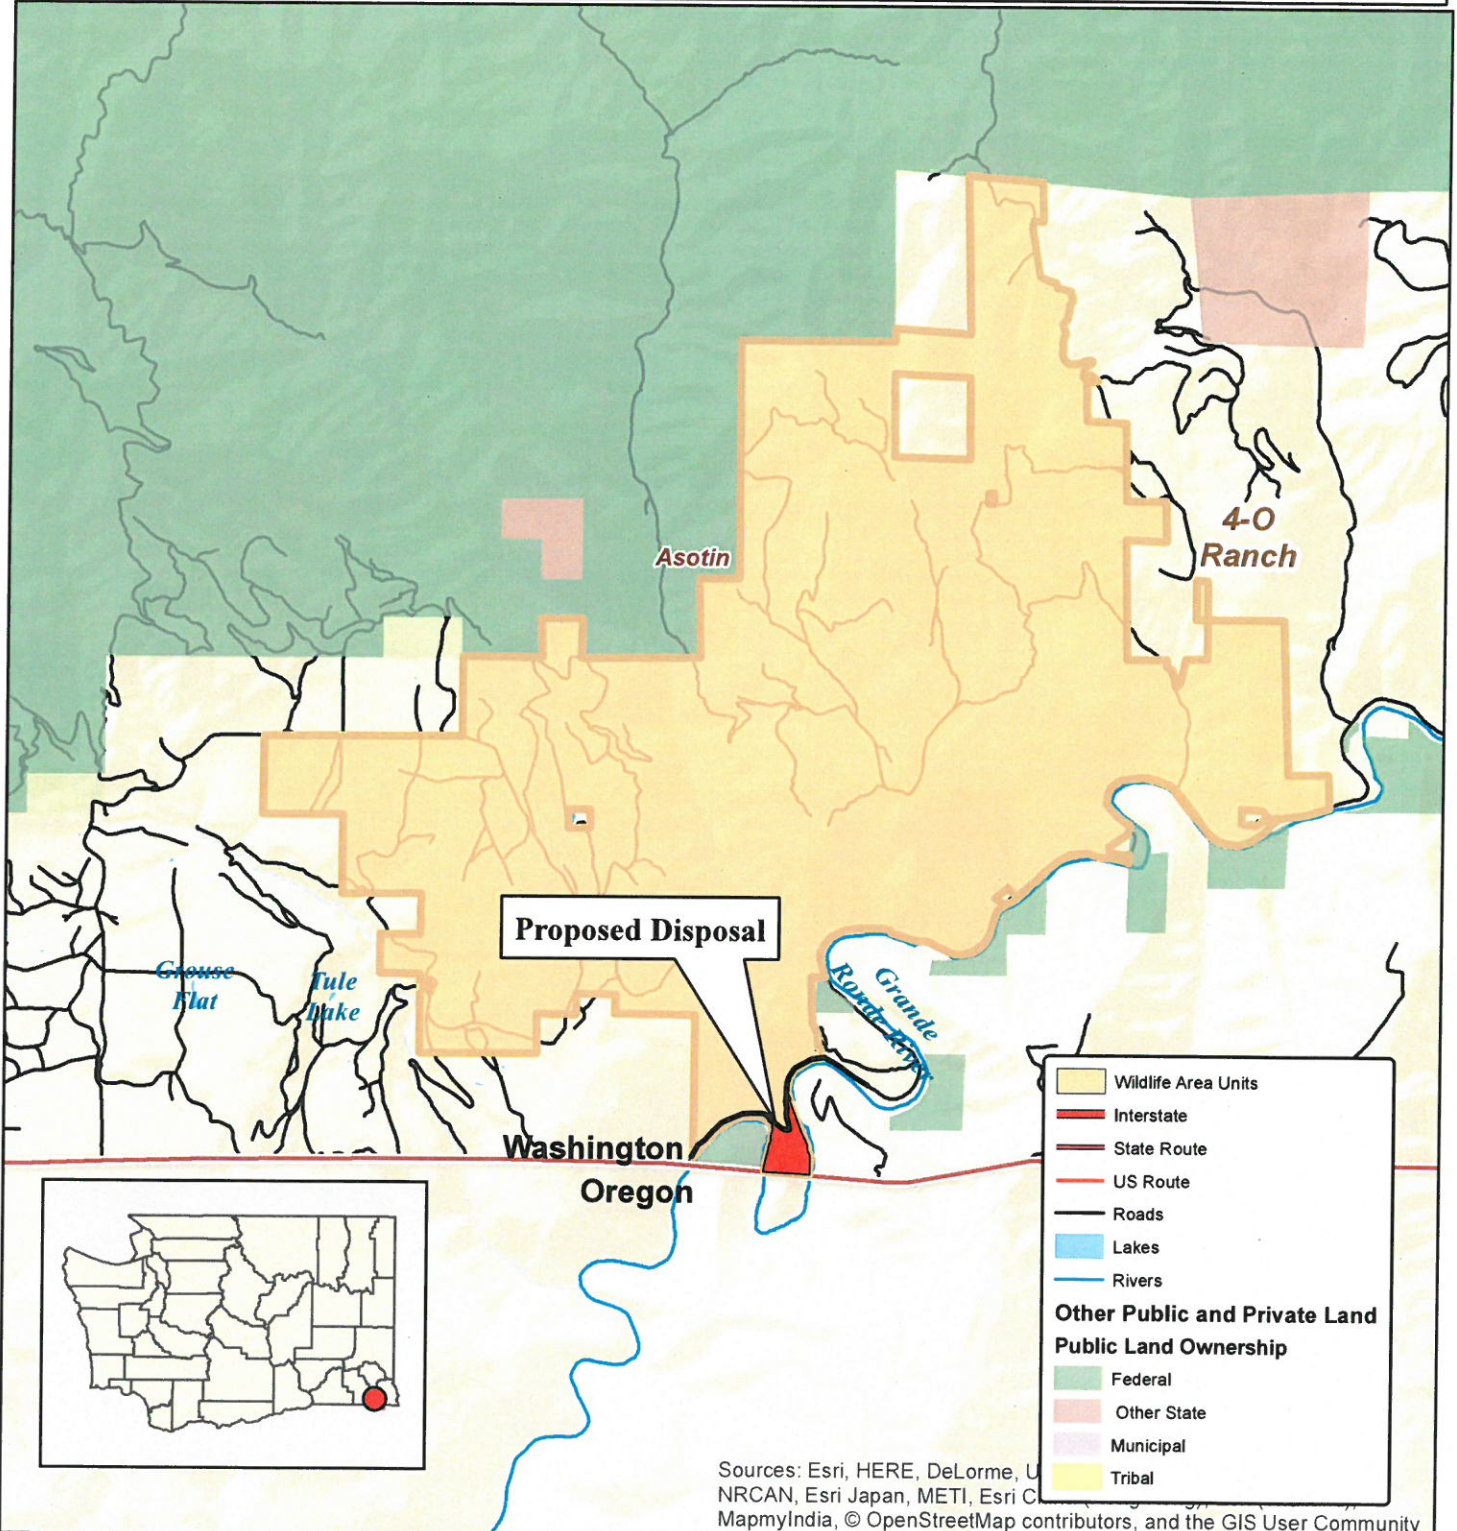 Asotin
4-O
Ranch
Proposed Disposal
Grouse
Flat
Tule
Lake
Grande
Ronde River
Washington
Oregon
Wildlife Area Units
Interstate
State Route
US Route
Roads
Lakes
Rivers
Other Public and Private Land
Public Land Ownership
Federal
Other State
Municipal
Tribal
Sources: Esri, HERE, DeLorme, U
NRCAN, Esri Japan, METI, Esri C
MapmyIndia, © OpenStreetMap contributors, and the GIS User Community